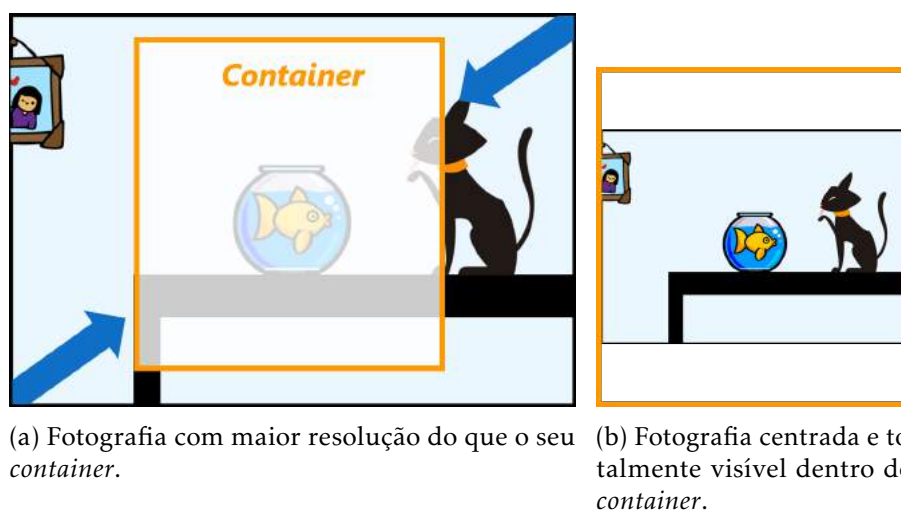 Container
(a) Fotografia com maior resolução do que o seu
container.
(b) Fotografia centrada e to
talmente visível dentro d
container.